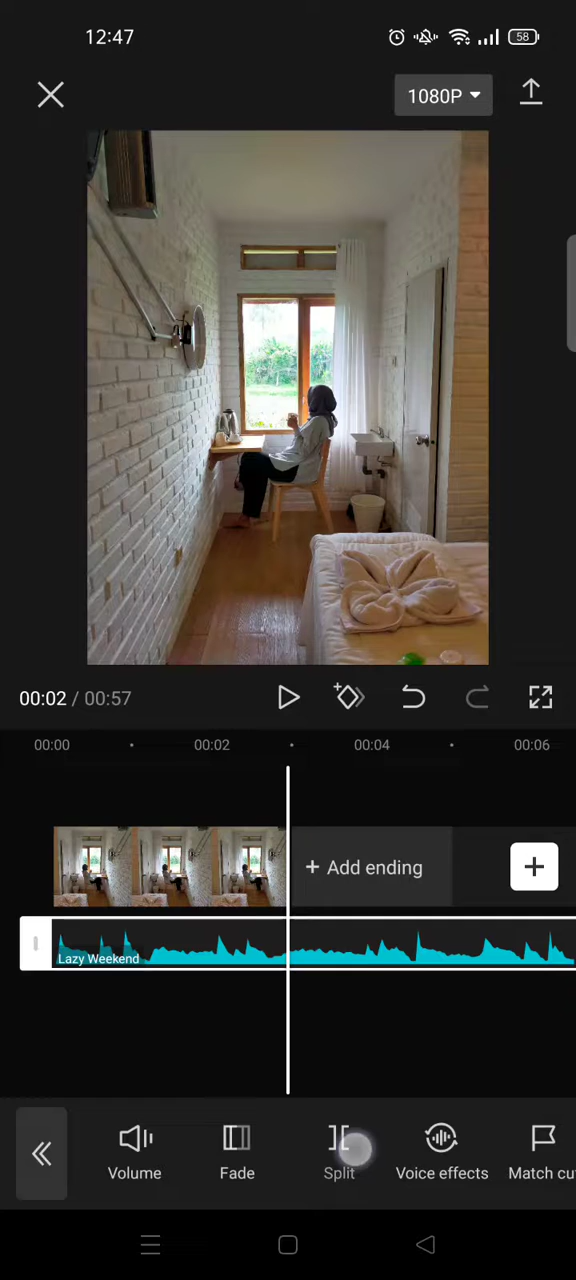 12:47
58
1080P
00:02 / 00:57
00:00
00:02
00:04
00:06
+ Add ending
Lazy Weekend
Volume
Fade
Split
Voice effects
Match cu